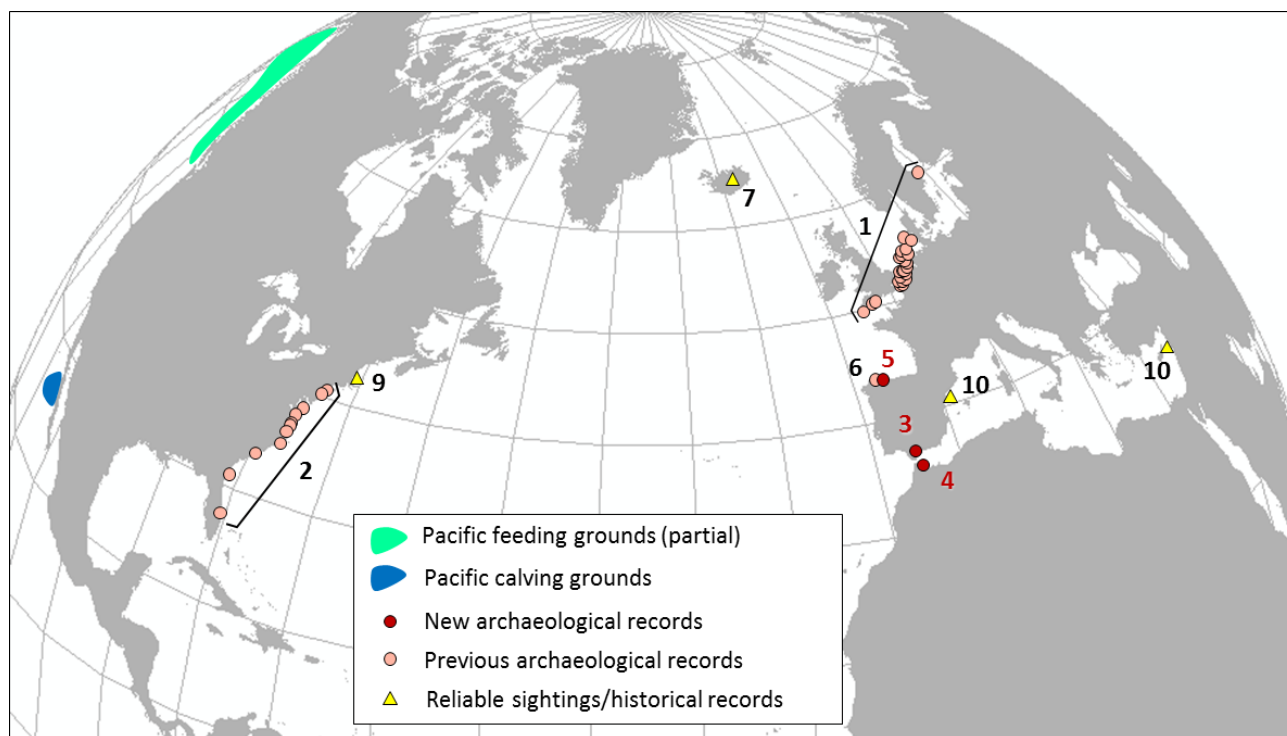 7
1
5
6
9
10
10
3
2
4
Pacific feeding grounds (partial)
Pacific calving grounds
New archaeological records
Previous archaeological records
Reliable sightings/historical records